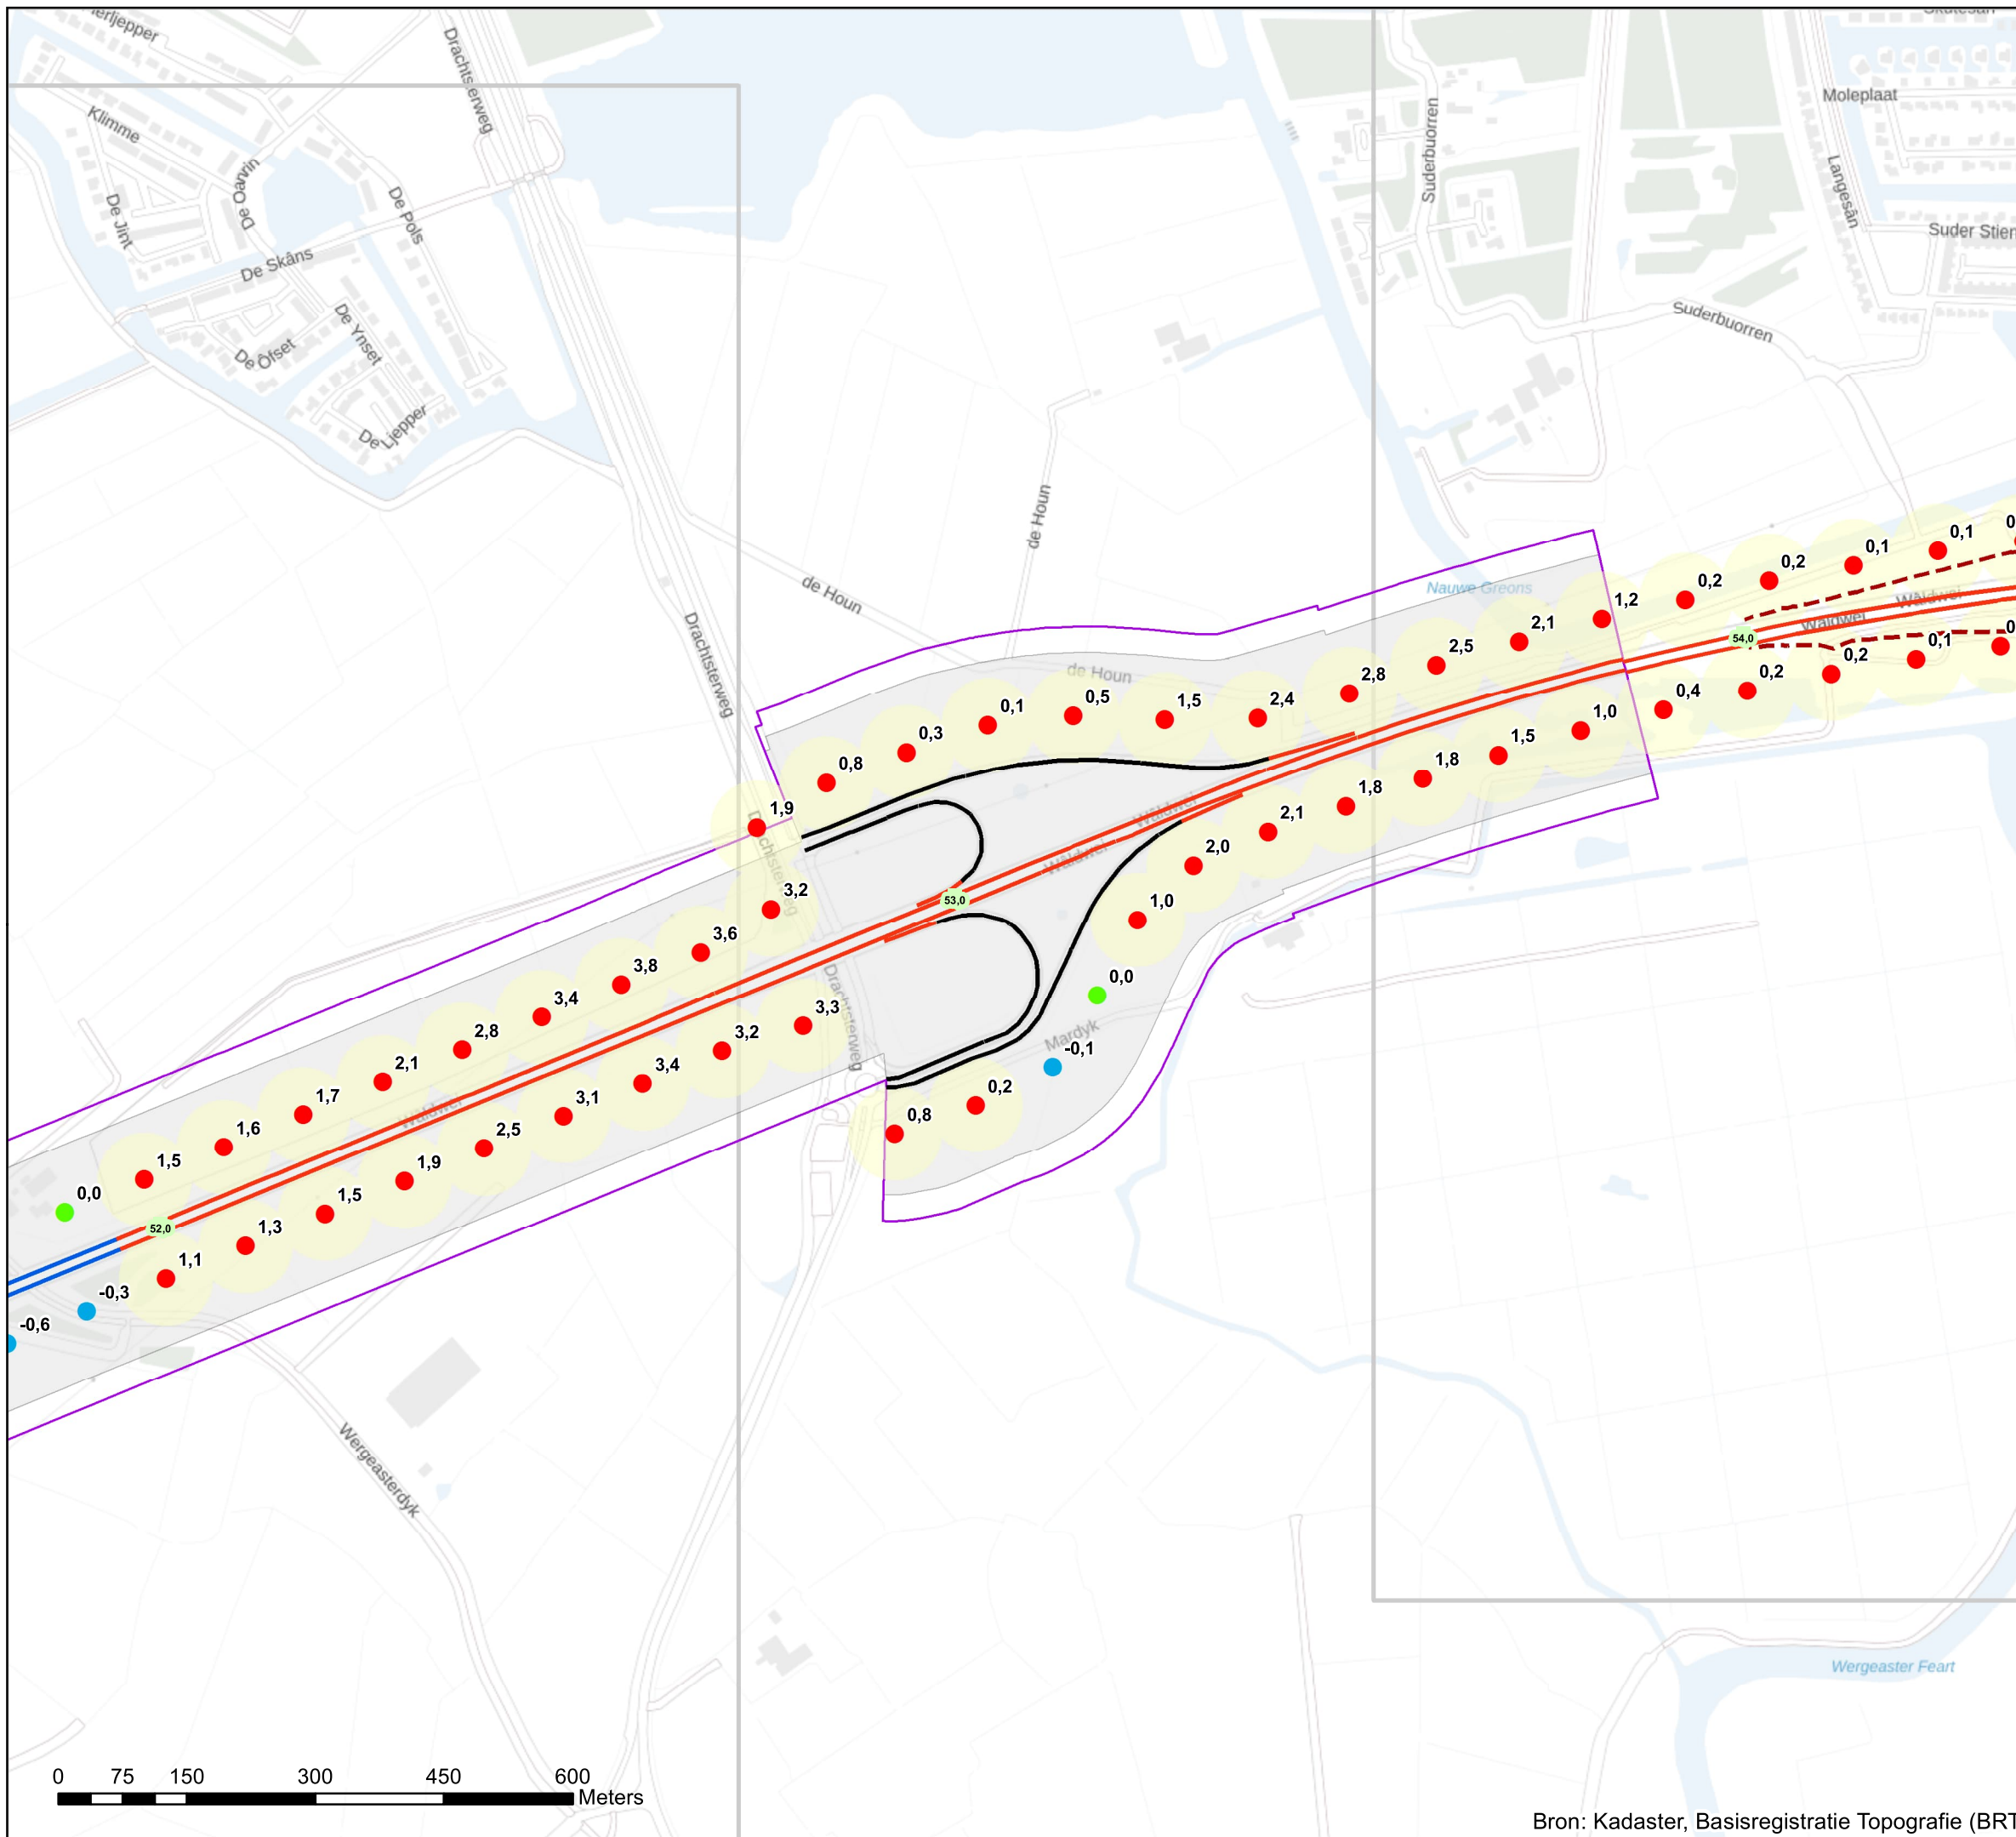 Drachtsterweg
Klimme
De Oanrin
De Jint
De Pols
De Skâns
De Ynset
De Ôfset
De Ljepper
Moleplaat
Suderbuorren
Langesân
Suder Stien
Suderbuorren
de Houn
de Houn
Nauwe Greons
Drachtsterweg
de Houn
0,1
0,1
0,2
0,2
1,2
Wâldwei
Wâldwei
54,0
0,1
0,2
0,2
0,4
2,1
2,5
2,8
2,4
1,5
0,5
0,1
0,3
0,8
1,9
1,0
1,5
1,8
1,8
2,1
2,0
1,0
Wâldwei
Wâldwei
Drachtsterweg
53,0
3,2
3,6
3,8
3,4
2,8
2,1
1,7
1,6
1,5
0,0
0,0
Mardyk
-0,1
0,2
0,8
Drachtsterweg
3,3
3,2
3,4
3,1
2,5
1,9
1,5
1,3
1,1
Wâldwei
52,0
-0,3
-0,6
Wergeasterdyk
Wergeaster Feart
0 75 150 300 450 600
Meters
Bron: Kadaster, Basisregistratie Topografie (BRT